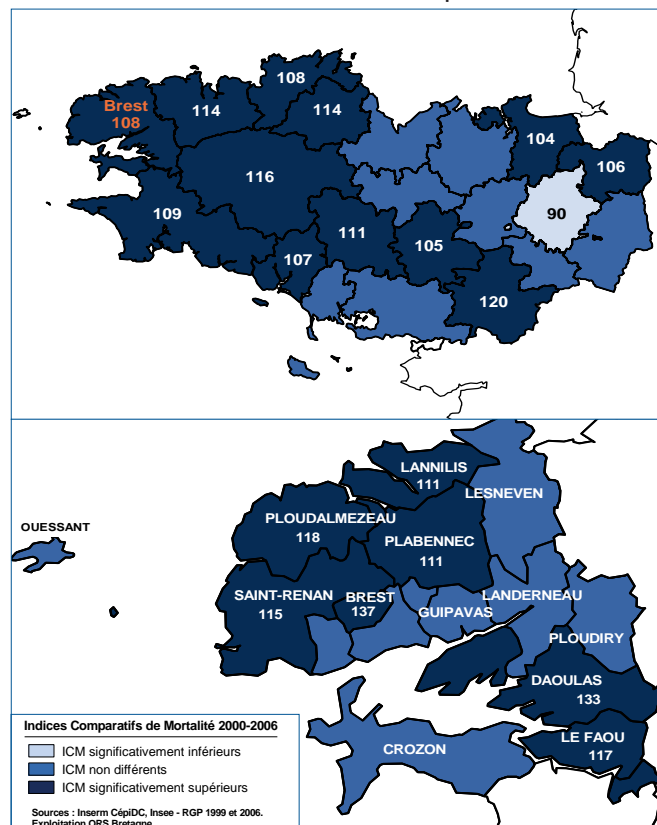 108
Brest
108
114
114
104
106
116
90
109
111
105
107
120
LANNILIS
111
LESNEVEN
OUESSANT
PLOUDALMEZEAU
118
PLABENNEC
111
SAINT-RENAN
115
BREST
137
LANDERNEAU
GUIPAVAS
PLOUDIRY
DAOULAS
133
LE FAOU
117
CROZON
Indices Comparatifs de Mortalité 2000-2006
ICM significativement inférieurs
ICM non différents
ICM significativement supérieurs
Sources : Inserm CépiDC, Insee - RGP 1999 et 2006.
Exploitation ORS Bretagne